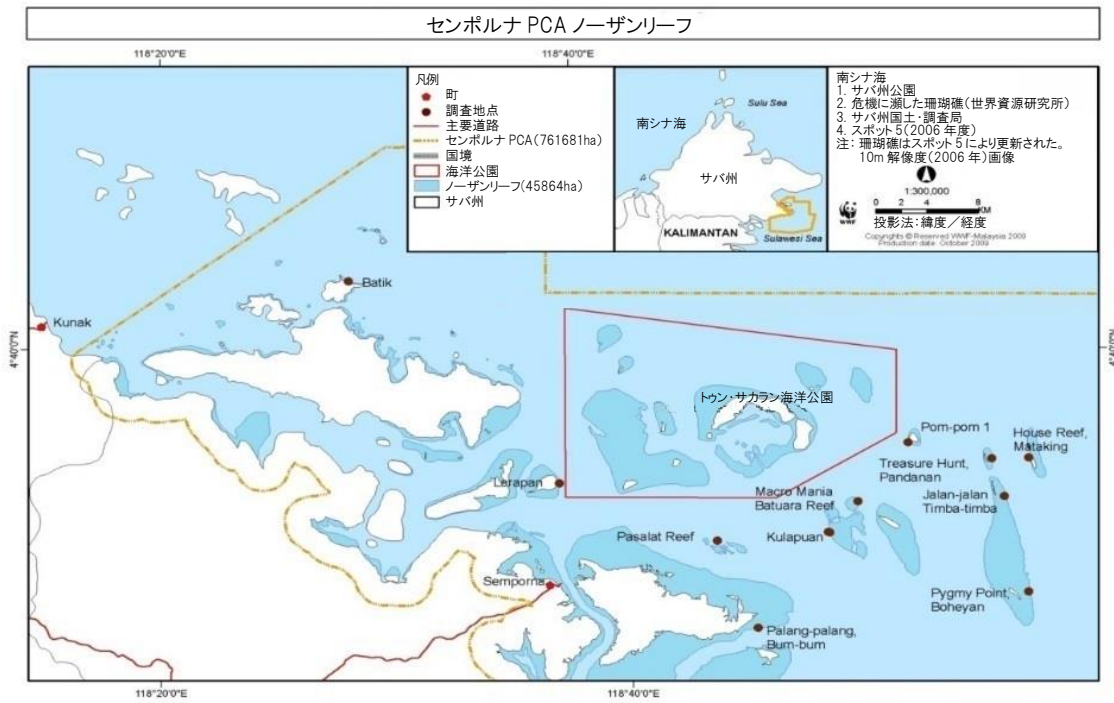 センポルナ PCA ノーザンリーフ
118°20'0"E
118°40'0"E
凡例
町
調査地点
主要道路
センポルナ PCA(761681ha)
国境
海洋公園
ノーザンリーフ(45864ha)
サバ州
Sulu Sea
南シナ海
サバ州
KALIMANTAN
Sulawesi Sea
南シナ海
1. サバ州公園
2. 危機に瀕した珊瑚礁(世界資源研究所)
3. サバ州国土・調査局
4. スポット5(2006 年度)
注: 珊瑚礁はスポット5により更新された。
10m 解像度(2006 年)画像
1:300,000
0 2 4 8
KM
WWF
投影法:緯度/経度
Copyrights © Reserved WWF-Malaysia 2009
Production date: October 2009
Batik
Kunak
4°40'0"N
4°40'0"N
トゥン・サカラン海洋公園
Pom-pom 1
House Reef,
Mataking
Treasure Hunt,
Pandanan
Lerapan
Macro Mania
Batuara Reef
Jalan-jalan
Timba-timba
Pasalat Reef
Kulapuan
Semporna
Pygmy Point,
Boheyan
Palang-palang,
Bum-bum
118°20'0"E
118°40'0"E